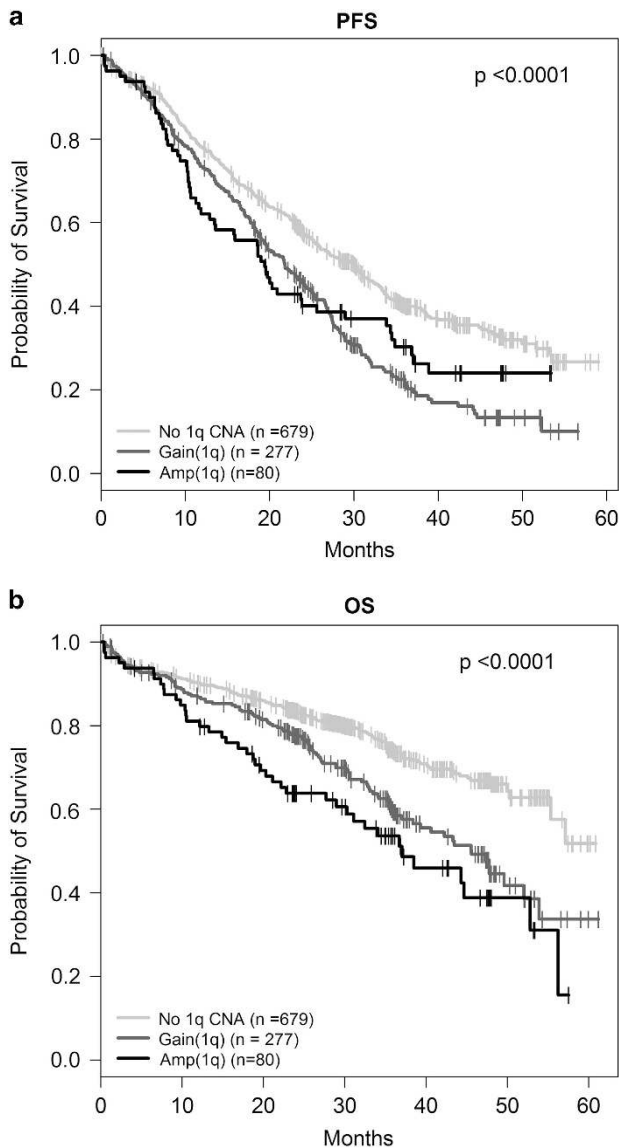 a
PFS
p <0.0001
Probability of Survival
1.0
0.8
0.6
0.4
0.2
0.0
No 1q CNA (n =679)
Gain(1q) (n = 277)
Amp(1q) (n=80)
0 10 20 30 40 50 60
Months
b
OS
p <0.0001
Probability of Survival
1.0
0.8
0.6
0.4
0.2
0.0
No 1q CNA (n =679)
Gain(1q) (n = 277)
Amp(1q) (n=80)
0 10 20 30 40 50 60
Months